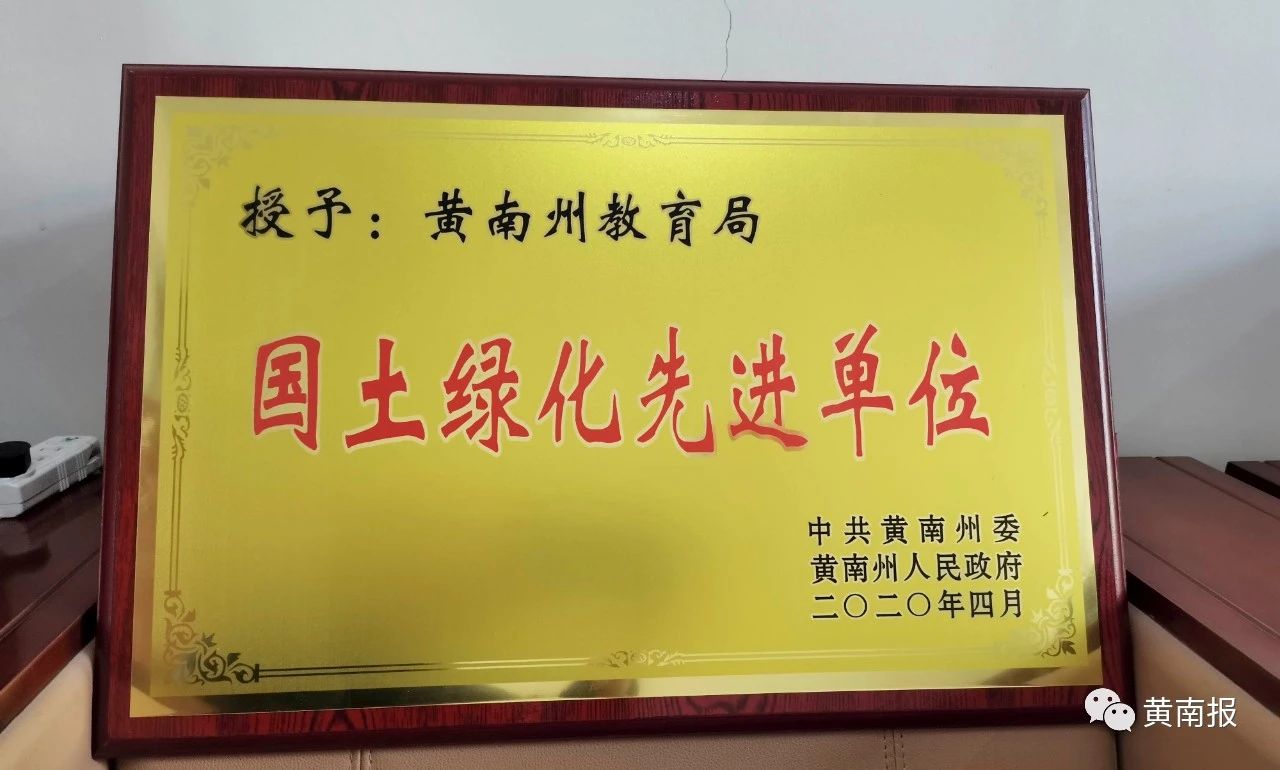 授予：黄南州教育局
国土绿化先进单位
中共黄南州委
黄南州人民政府
二〇二〇年四月
黄南报